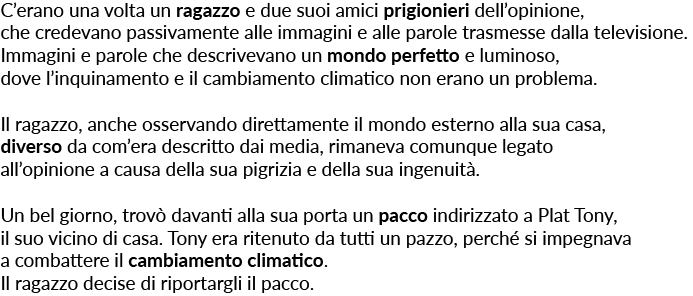 C’erano una volta un ragazzo e due suoi amici prigionieri dell’opinione,
che credevano passivamente alle immagini e alle parole trasmesse dalla televisione.
Immagini e parole che descrivevano un mondo perfetto e luminoso,
dove l’inquinamento e il cambiamento climatico non erano un problema.
Il ragazzo, anche osservando direttamente il mondo esterno alla sua casa,
diverso da com’era descritto dai media, rimaneva comunque legato
all’opinione a causa della sua pigrizia e della sua ingenuità.
Un bel giorno, trovò davanti alla sua porta un pacco indirizzato a Plat Tony,
il suo vicino di casa. Tony era ritenuto da tutti un pazzo, perché si impegnava
a combattere il cambiamento climatico.
Il ragazzo decise di riportargli il pacco.